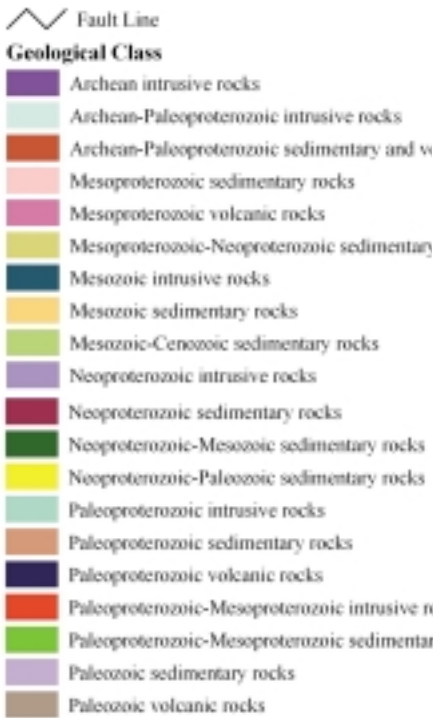 Fault Line
Geological Class
Archean intrusive rocks
Archean-Paleoproterozoic intrusive rocks
Archean-Paleoproterozoic sedimentary and
Mesoproterozoic sedimentary rocks
Mesoproterozoic volcanic rocks
Mesoproterozoic-Neoproterozoic sedimentary
Mesozoic intrusive rocks
Mesozoic sedimentary rocks
Mesozoic-Cenozoic sedimentary rocks
Neoproterozoic intrusive rocks
Neoproterozoic sedimentary rocks
Neoproterozoic-Mesozoic sedimentary rocks
Neoproterozoic-Paleozoic sedimentary rocks
Paleoproterozoic intrusive rocks
Paleoproterozoic sedimentary rocks
Paleoproterozoic volcanic rocks
Paleoproterozoic-Mesoproterozoic intrusive
Paleoproterozoic-Mesoproterozoic
Paleozoic sedimentary rocks
Paleozoic volcanic rocks